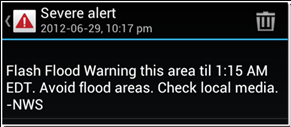 Severe alert
2012-06-29, 10:17 pm
Flash Flood Warning this area til 1:15 AM
EDT. Avoid flood areas. Check local media.
-NWS